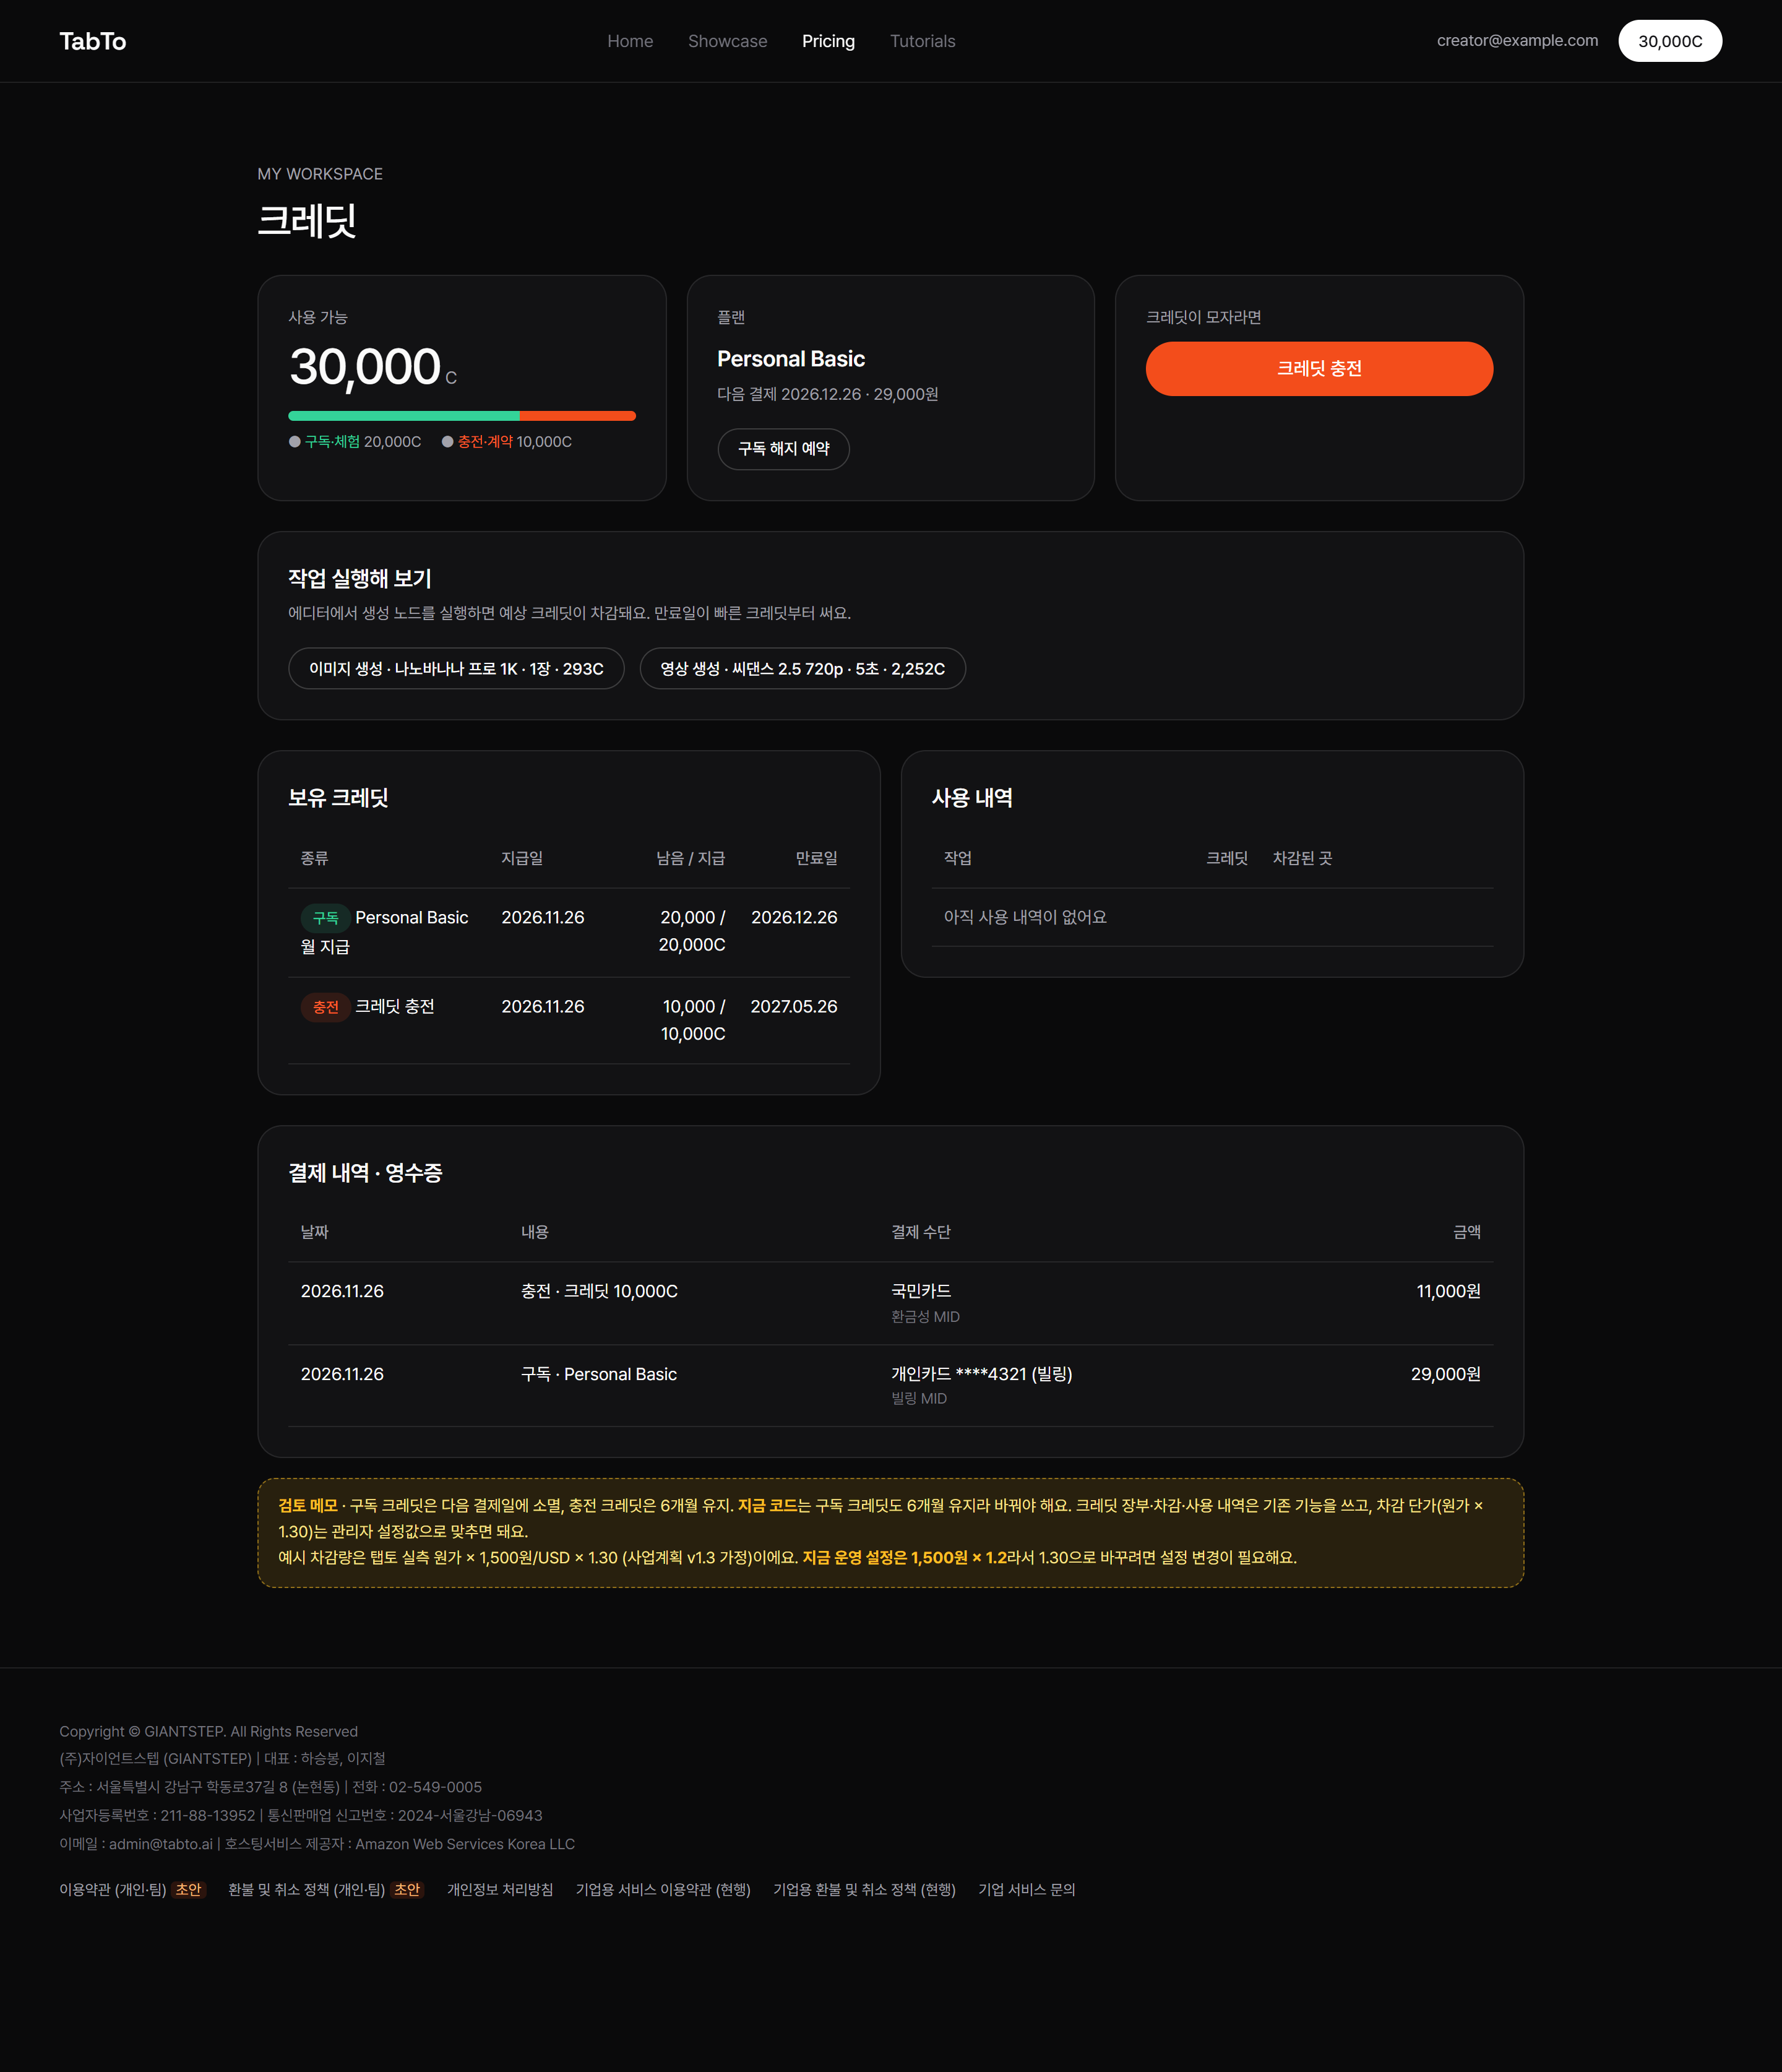 TabTo
Home Showcase Pricing Tutorials
creator@example.com 30,000C
MY WORKSPACE
크레딧
사용 가능
30,000 C
구독·체험 20,000C 충전·계약 10,000C
플랜
Personal Basic
다음 결제 2026.12.26 · 29,000원
구독 해지 예약
크레딧이 모자라면
크레딧 충전
작업 실행해 보기
에디터에서 생성 노드를 실행하면 예상 크레딧이 차감돼요. 만료일이 빠른 크레딧부터 써요.
이미지 생성 · 나노바나나 프로 1K · 1장 · 293C
영상 생성 · 씨댄스 2.5 720p · 5초 · 2,252C
보유 크레딧
종류 지급일 남음 / 지급 만료일
구독 Personal Basic 2026.11.26 20,000 / 2026.12.26
월 지급 20,000C
충전 크레딧 충전 2026.11.26 10,000 / 2027.05.26
10,000C
사용 내역
작업 크레딧 차감된 곳
아직 사용 내역이 없어요
결제 내역 · 영수증
날짜 내용 결제 수단 금액
2026.11.26 충전 · 크레딧 10,000C 국민카드 11,000원
환금성 MID
2026.11.26 구독 · Personal Basic 개인카드 ****4321 (빌링) 29,000원
빌링 MID
검토 메모 · 구독 크레딧은 다음 결제일에 소멸, 충전 크레딧은 6개월 유지. 지금 코드는 구독 크레딧도 6개월 유지라 바꿔야 해요. 크레딧 장부·차감·사용 내역은 기존 기능을 쓰고, 차감 단가(원가 ×
1.30)는 관리자 설정값으로 맞추면 돼요.
예시 차감량은 탭토 실측 원가 × 1,500원/USD × 1.30 (사업계획 v1.3 가정)이에요. 지금 운영 설정은 1,500원 × 1.2라서 1.30으로 바꾸려면 설정 변경이 필요해요.
Copyright © GIANTSTEP. All Rights Reserved
(주)자이언트스텝 (GIANTSTEP) | 대표 : 하승봉, 이지철
주소 : 서울특별시 강남구 학동로37길 8 (논현동) | 전화 : 02-549-0005
사업자등록번호 : 211-88-13952 | 통신판매업 신고번호 : 2024-서울강남-06943
이메일 : admin@tabto.ai | 호스팅서비스 제공자 : Amazon Web Services Korea LLC
이용약관 (개인·팀) 초안 환불 및 취소 정책 (개인·팀) 초안 개인정보 처리방침 기업용 서비스 이용약관 (현행) 기업용 환불 및 취소 정책 (현행) 기업 서비스 문의